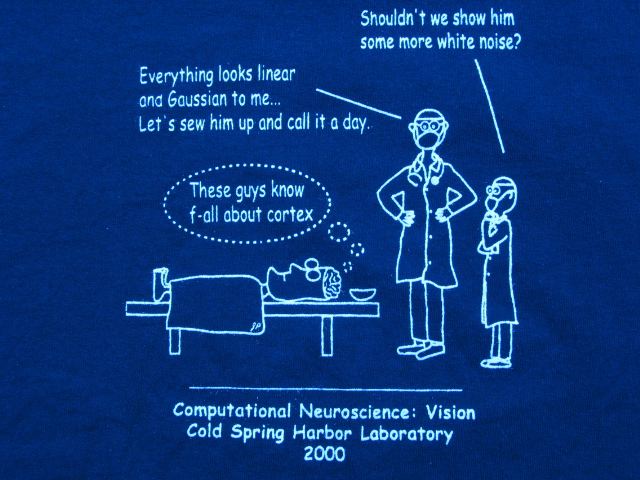 Shouldn't we show him
some more white noise?
Everything looks linear
and Gaussian to me...
Let's sew him up and call it a day.
These guys know
f-all about cortex
Computational Neuroscience: Vision
Cold Spring Harbor Laboratory
2000